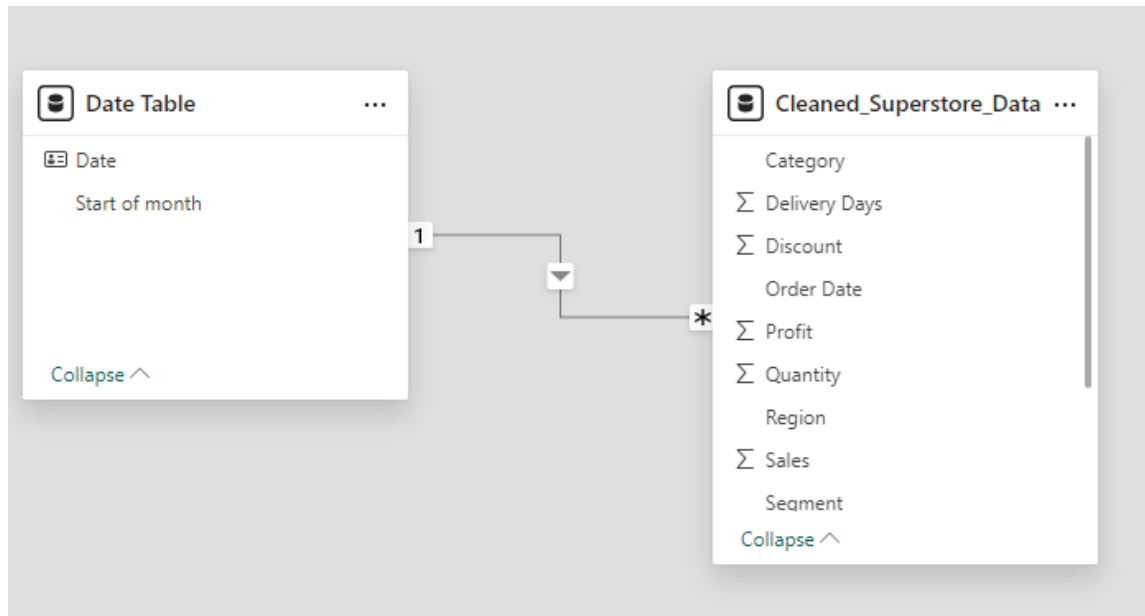 Date Table ...
Date
Start of month
1
Collapse
*
Cleaned_Superstore_Data ...
Category
Σ Delivery Days
Σ Discount
Order Date
Σ Profit
Σ Quantity
Region
Σ Sales
Segment
Collapse